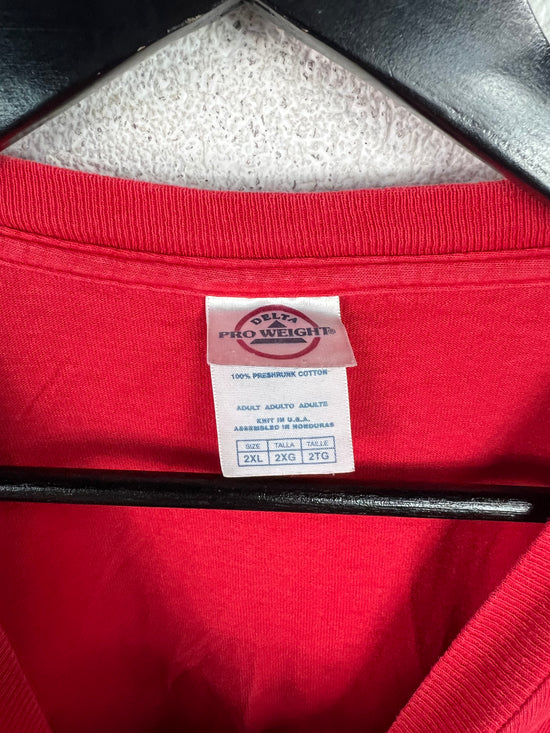 DELTA
PRO WEIGHT®
100% PRESHRUNK COTTON
ADULT ADULTO ADULTE
KNIT IN U.S.A.
ASSEMBLED IN HONDURAS
SIZE TALLA TAILLE
2XL 2XG 2TG